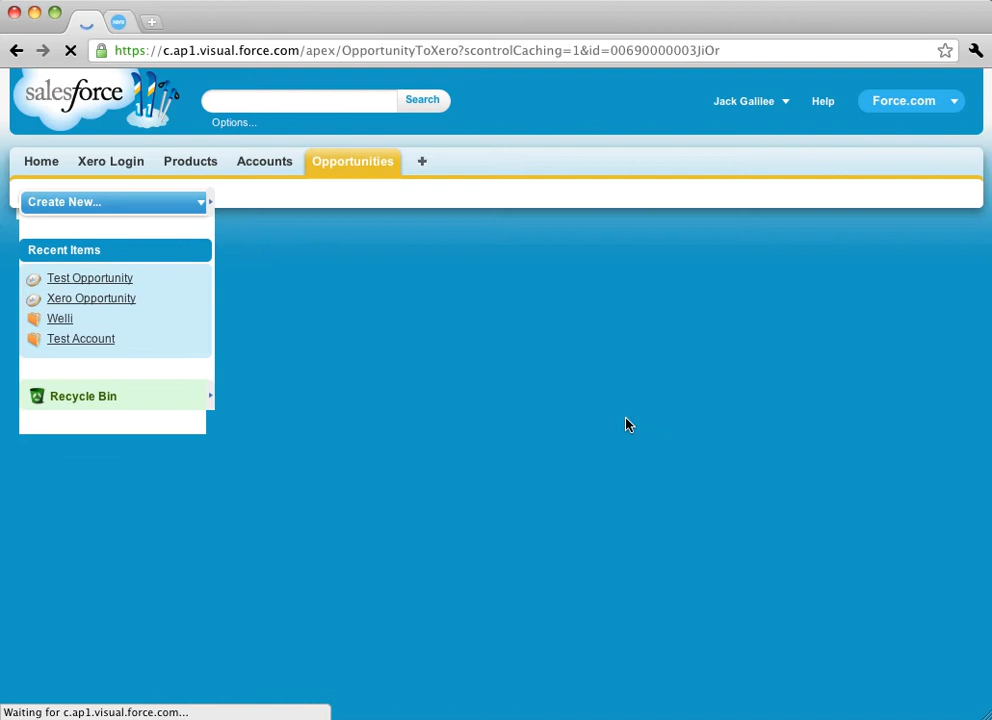 https://c.ap1.visual.force.com/apex/OpportunityToXero?scontrolCaching=1&id=00690000003JiOr
salesforce
Search
Options...
Jack Galilee
Help
Force.com
Home
Xero Login
Products
Accounts
Opportunities
Create New...
Recent Items
Test Opportunity
Xero Opportunity
Welli
Test Account
Recycle Bin
Waiting for c.ap1.visual.force.com...